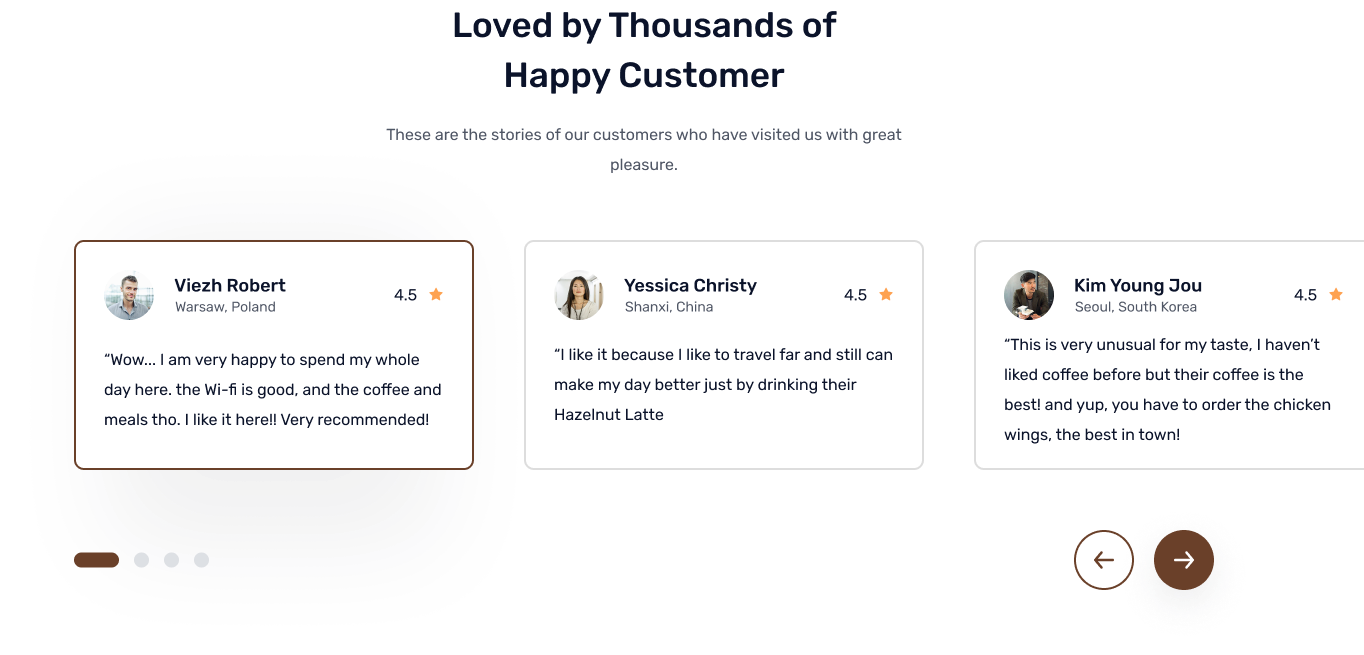 Loved by Thousands of
Happy Customer
These are the stories of our customers who have visited us with great
pleasure.
Viezh Robert
Warsaw, Poland
4.5
“Wow... I am very happy to spend my whole
day here. the Wi-fi is good, and the coffee and
meals tho. I like it here!! Very recommended!
Yessica Christy
Shanxi, China
4.5
“I like it because I like to travel far and still can
make my day better just by drinking their
Hazelnut Latte
Kim Young Jou
Seoul, South Korea
4.5
“This is very unusual for my taste, I haven’t
liked coffee before but their coffee is the
best! and yup, you have to order the chicken
wings, the best in town!